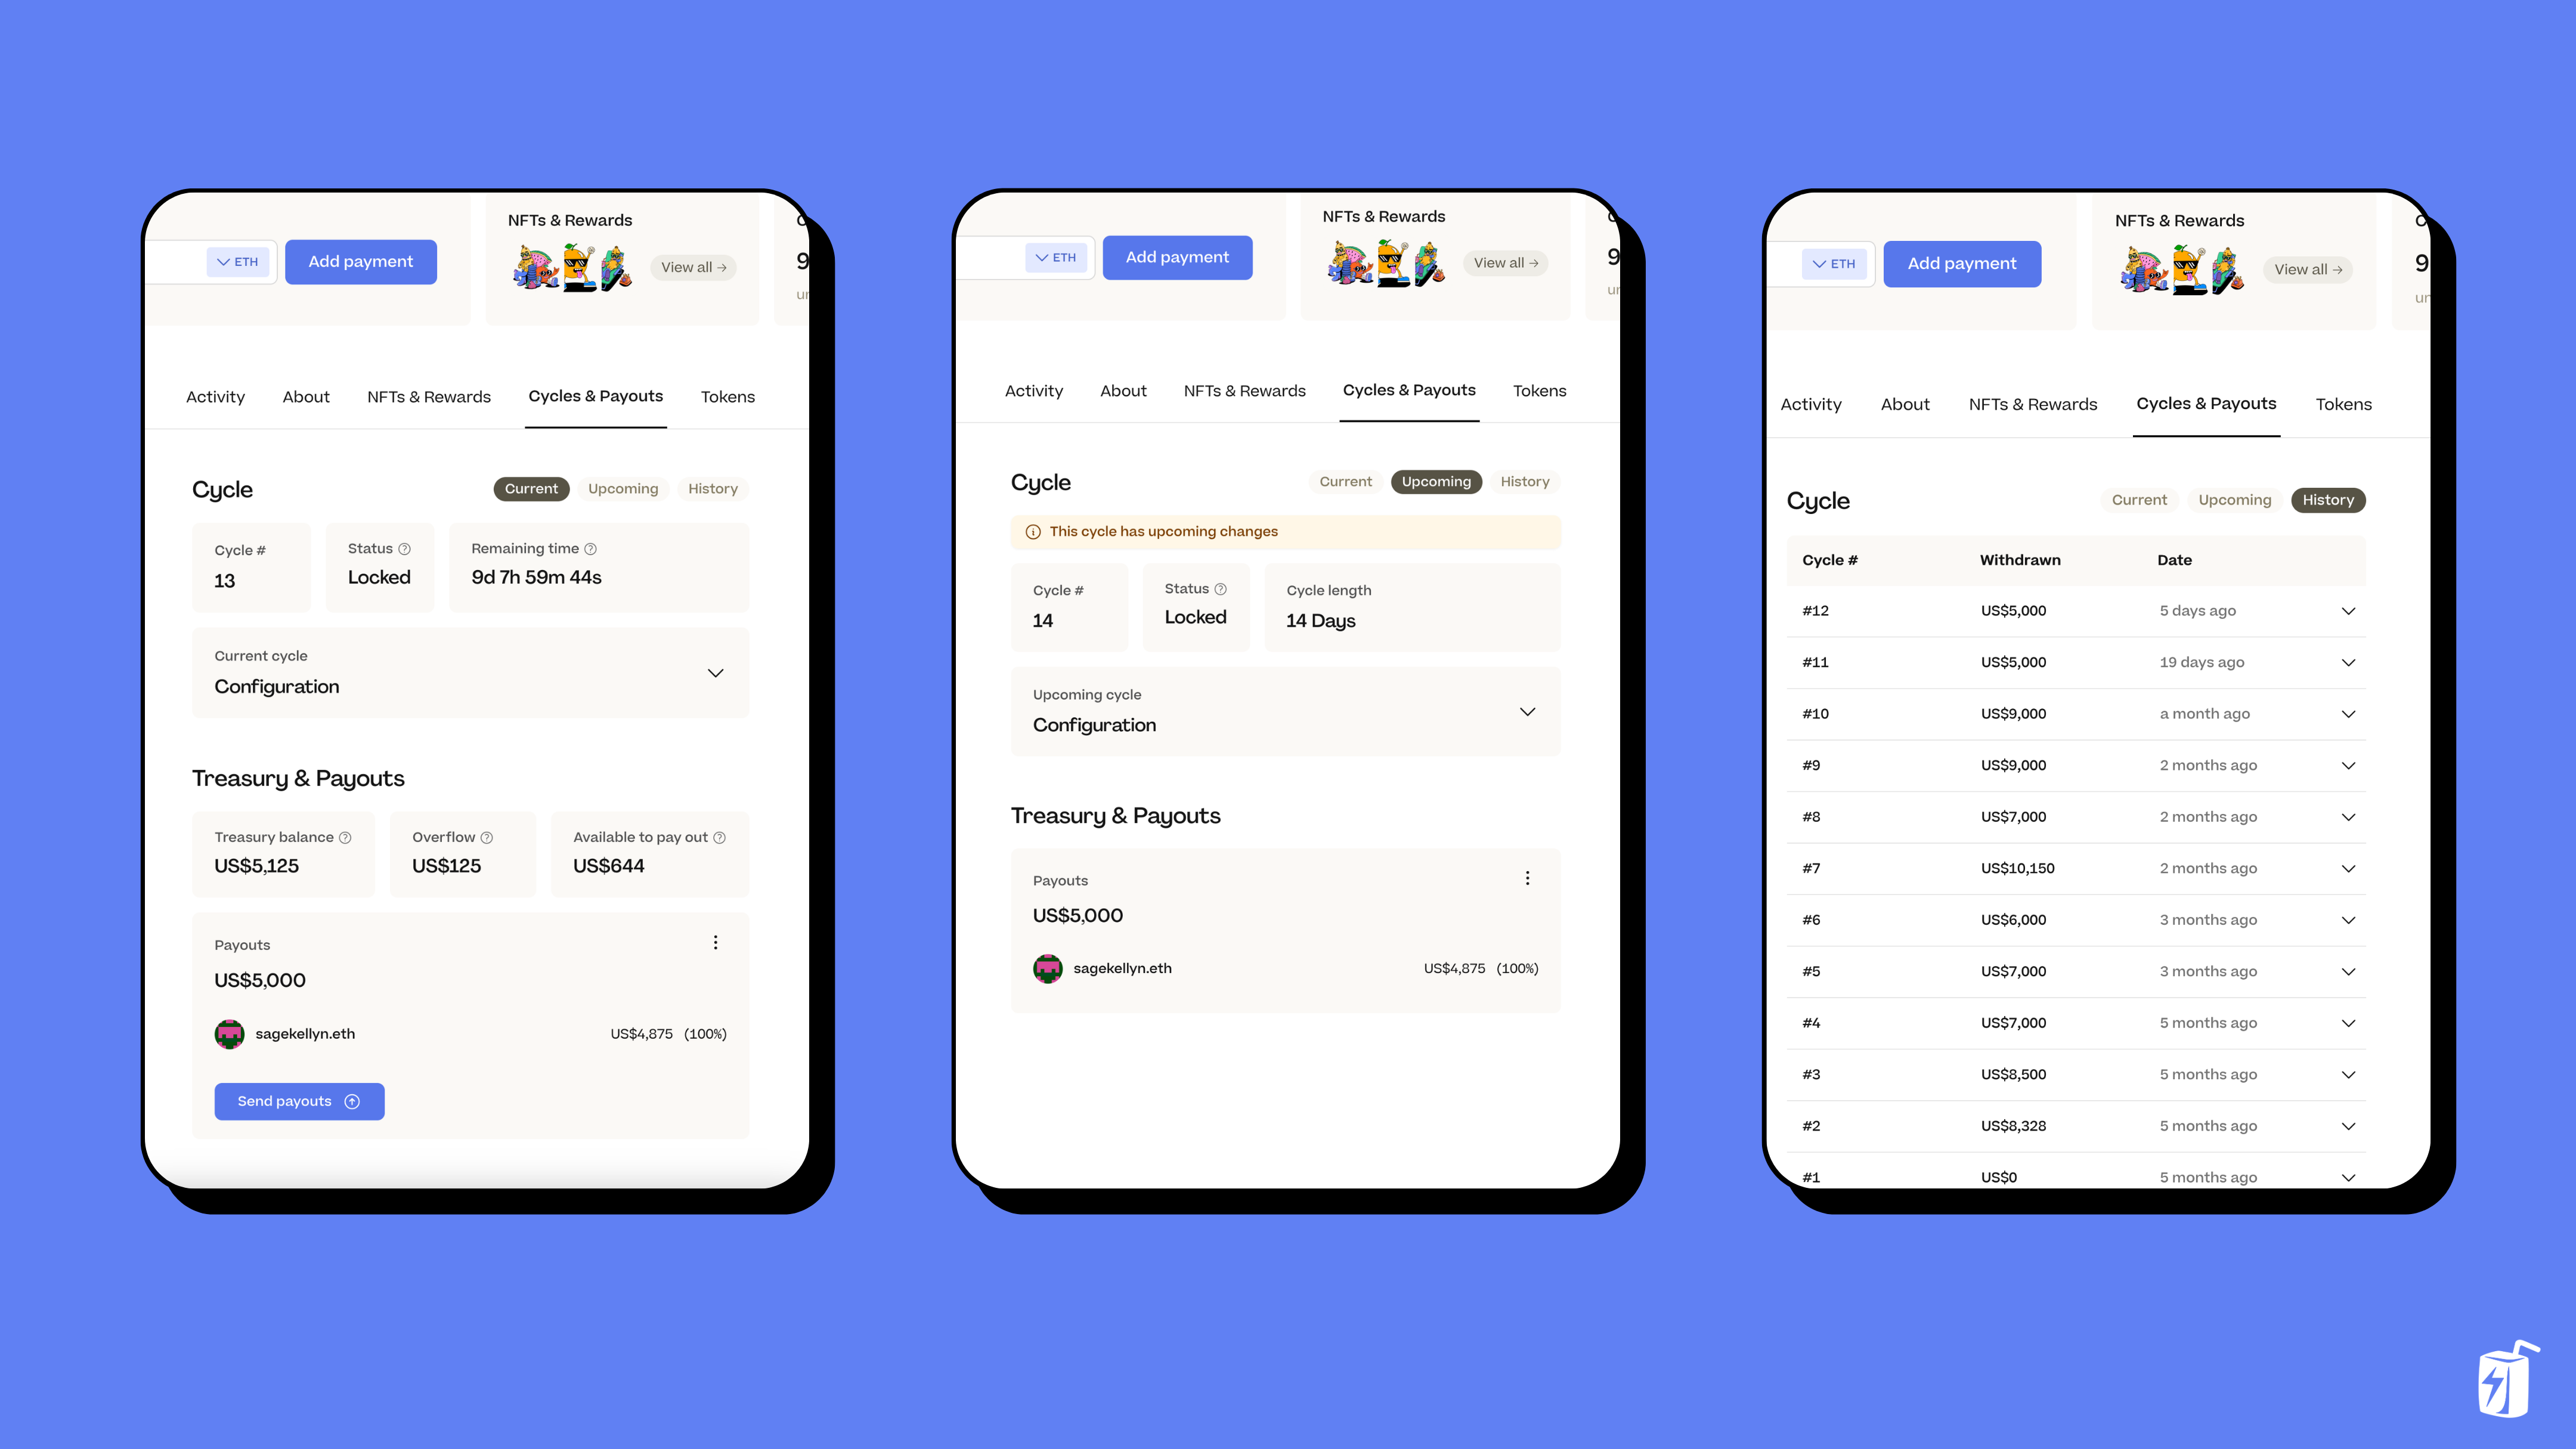 NFTs & Rewards
ETH
Add payment
View all →
9
Activity
About
NFTs & Rewards
Cycles & Payouts
Tokens
Cycle
Current
Upcoming
History
Cycle #
13
Status
Locked
Remaining time
9d 7h 59m 44s
Current cycle
Configuration
Treasury & Payouts
Treasury balance
US$5,125
Overflow
US$125
Available to pay out
US$644
Payouts
US$5,000
sagekellyn.eth
US$4,875 (100%)
Send payouts
NFTs & Rewards
ETH
Add payment
View all →
9
Activity
About
NFTs & Rewards
Cycles & Payouts
Tokens
Cycle
Current
Upcoming
History
This cycle has upcoming changes
Cycle #
14
Status
Locked
Cycle length
14 Days
Upcoming cycle
Configuration
Treasury & Payouts
Payouts
US$5,000
sagekellyn.eth
US$4,875 (100%)
NFTs & Rewards
ETH
Add payment
View all →
9
Activity
About
NFTs & Rewards
Cycles & Payouts
Tokens
Cycle
Current
Upcoming
History
Cycle # Withdrawn Date
#12 US$5,000 5 days ago
#11 US$5,000 19 days ago
#10 US$9,000 a month ago
#9 US$9,000 2 months ago
#8 US$7,000 2 months ago
#7 US$10,150 2 months ago
#6 US$6,000 3 months ago
#5 US$7,000 3 months ago
#4 US$7,000 5 months ago
#3 US$8,500 5 months ago
#2 US$8,328 5 months ago
#1 US$0 5 months ago